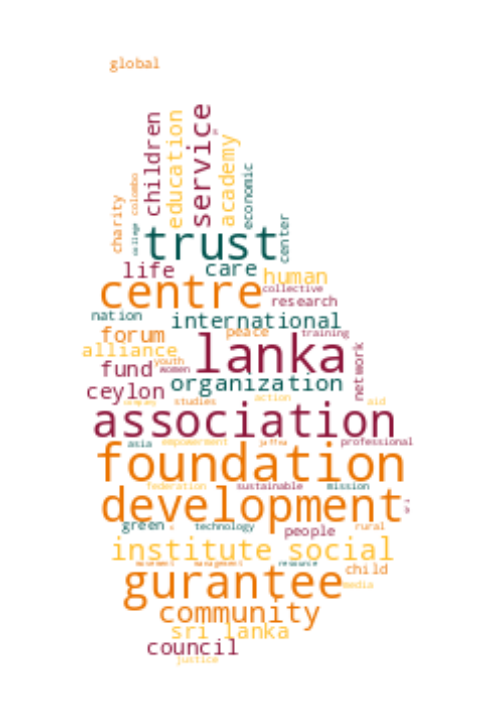 global
children
education
service
academy
economic
charity
colombo
college
center
trust
life care human
centre collective
research
nation international
forum peace training
alliance lanka
fund youth
women network
ceylon organization
company studies action aid
association
asia empowerment jaffna professional
foundation
federation sustainable mission
development
green c technology people rural
institute social
movement management resource child
gurantee media
community
sri lanka
council
justice